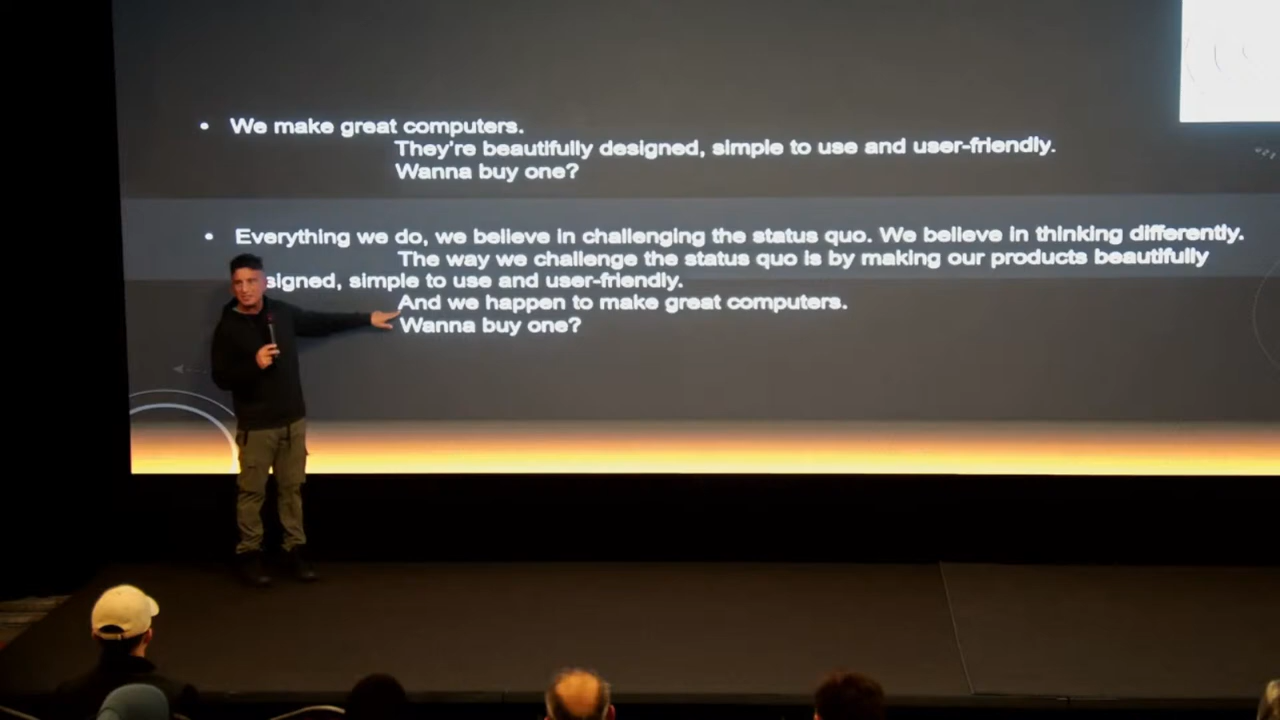 • We make great computers.
They're beautifully designed, simple to use and user-friendly.
Wanna buy one?
• Everything we do, we believe in challenging the status quo. We believe in thinking differently.
The way we challenge the status quo is by making our products beautifully
signed, simple to use and user-friendly.
And we happen to make great computers.
Wanna buy one?